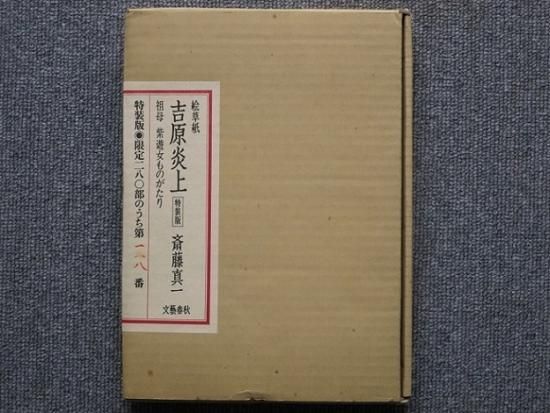 絵草紙
吉原炎上
特装版
斎藤真一
祖母 紫遊女ものがたり
文藝春秋
特装版●限定二八〇部のうち第一二八番